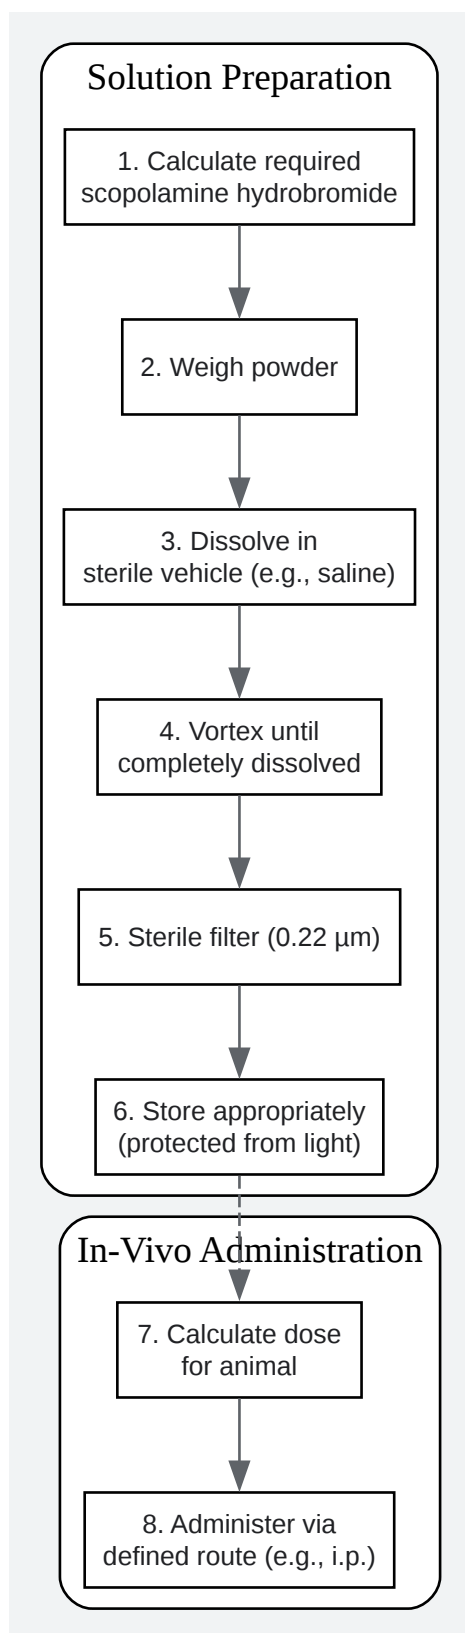 Solution Preparation
1. Calculate required
scopolamine hydrobromide
2. Weigh powder
3. Dissolve in
sterile vehicle (e.g., saline)
4. Vortex until
completely dissolved
5. Sterile filter (0.22 µm)
6. Store appropriately
(protected from light)
In-Vivo Administration
7. Calculate dose
for animal
8. Administer via
defined route (e.g., i.p.)